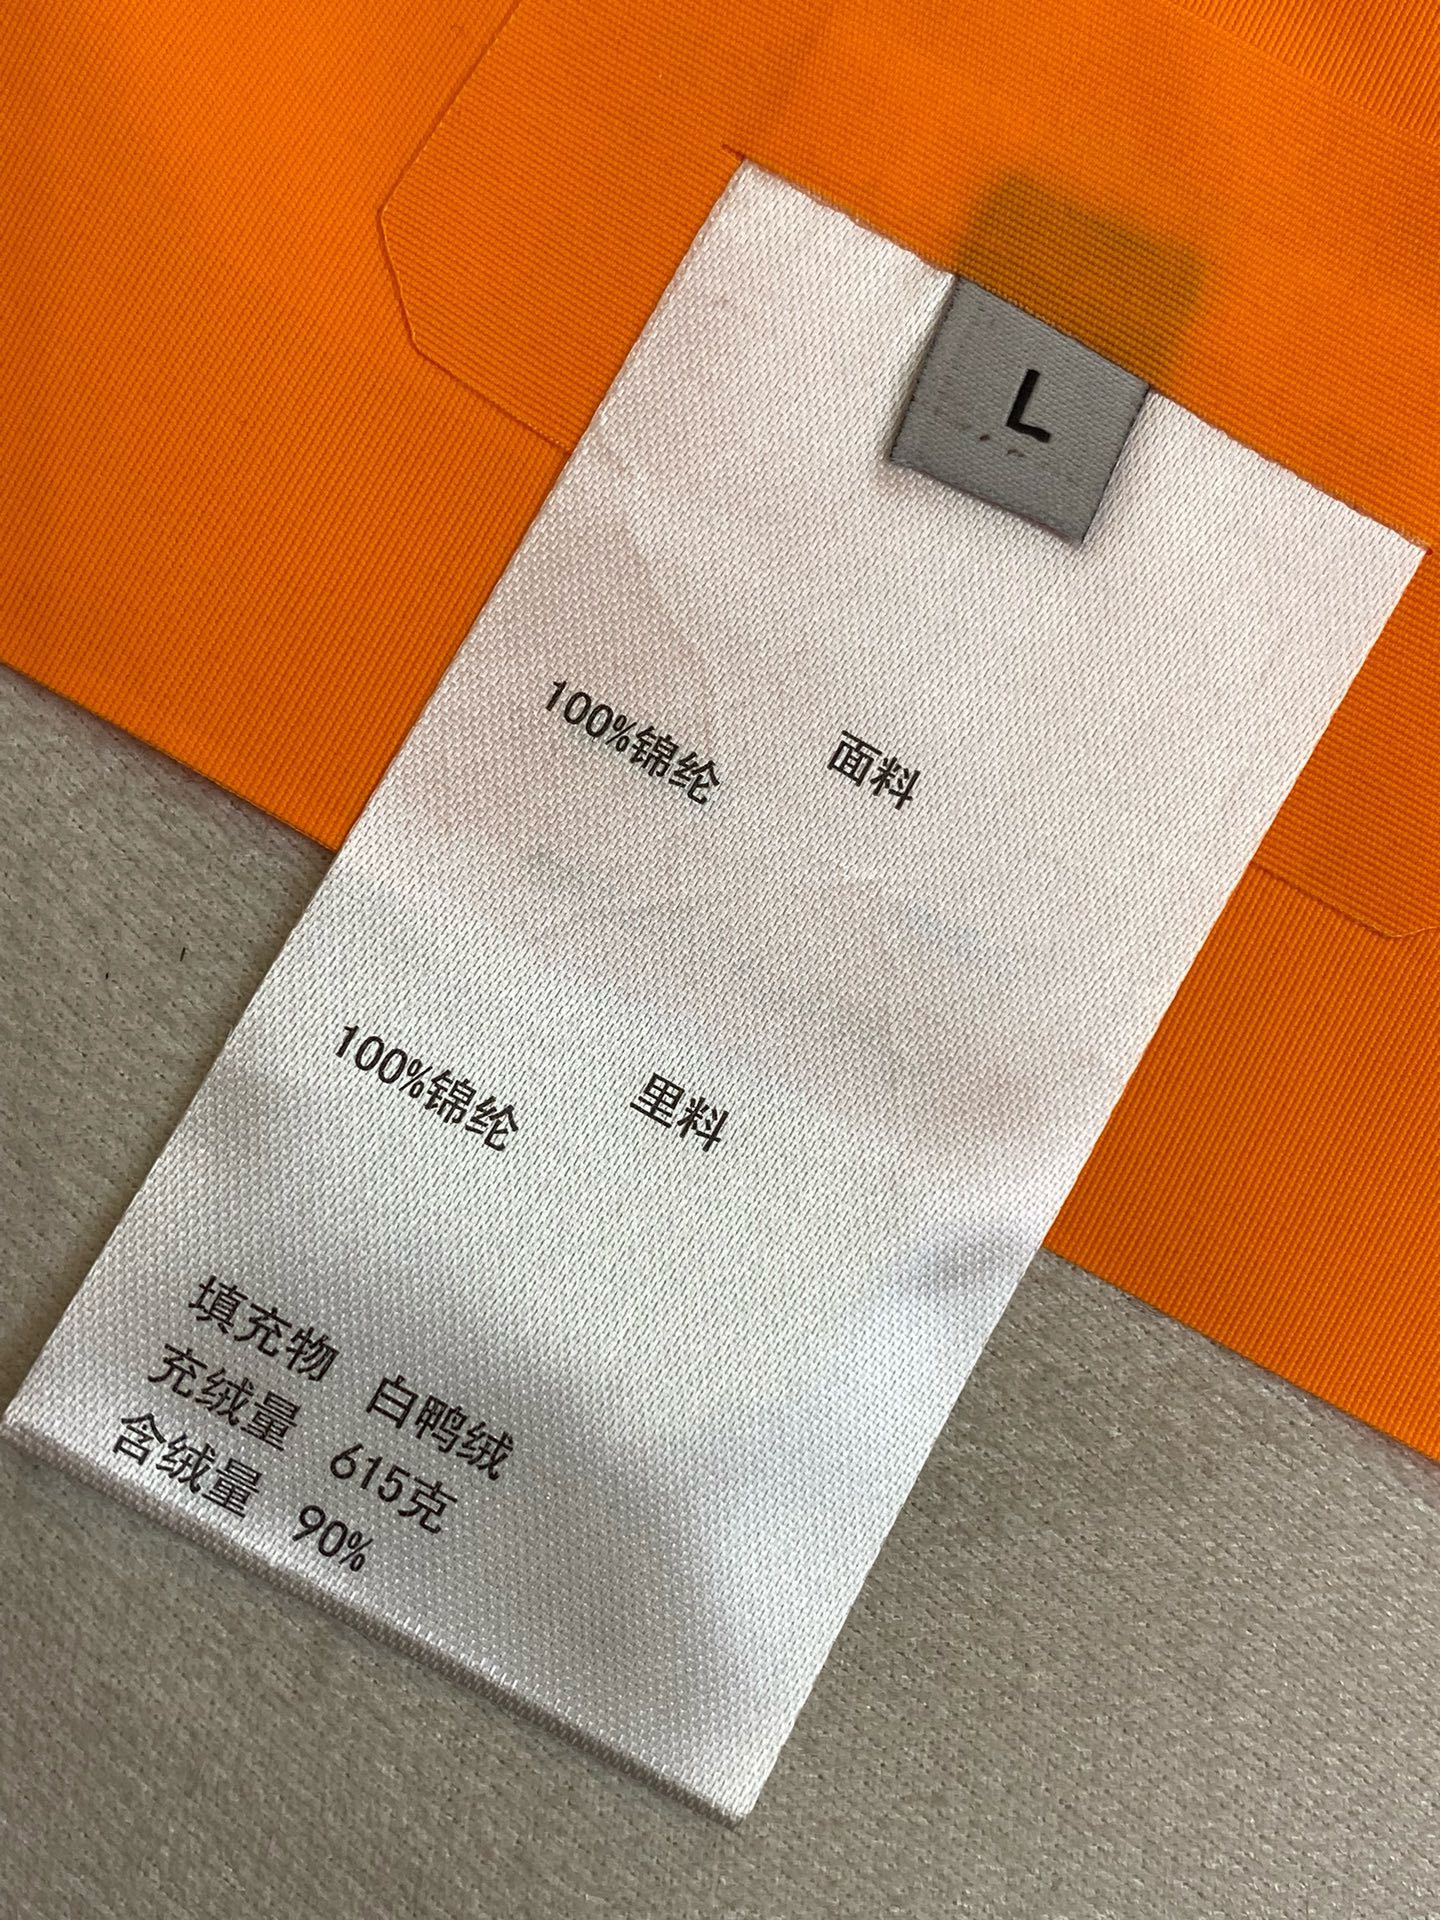 L
100%锦纶 面料
100%锦纶 里料
填充物 白鸭绒
充绒量 615克
含绒量 90%